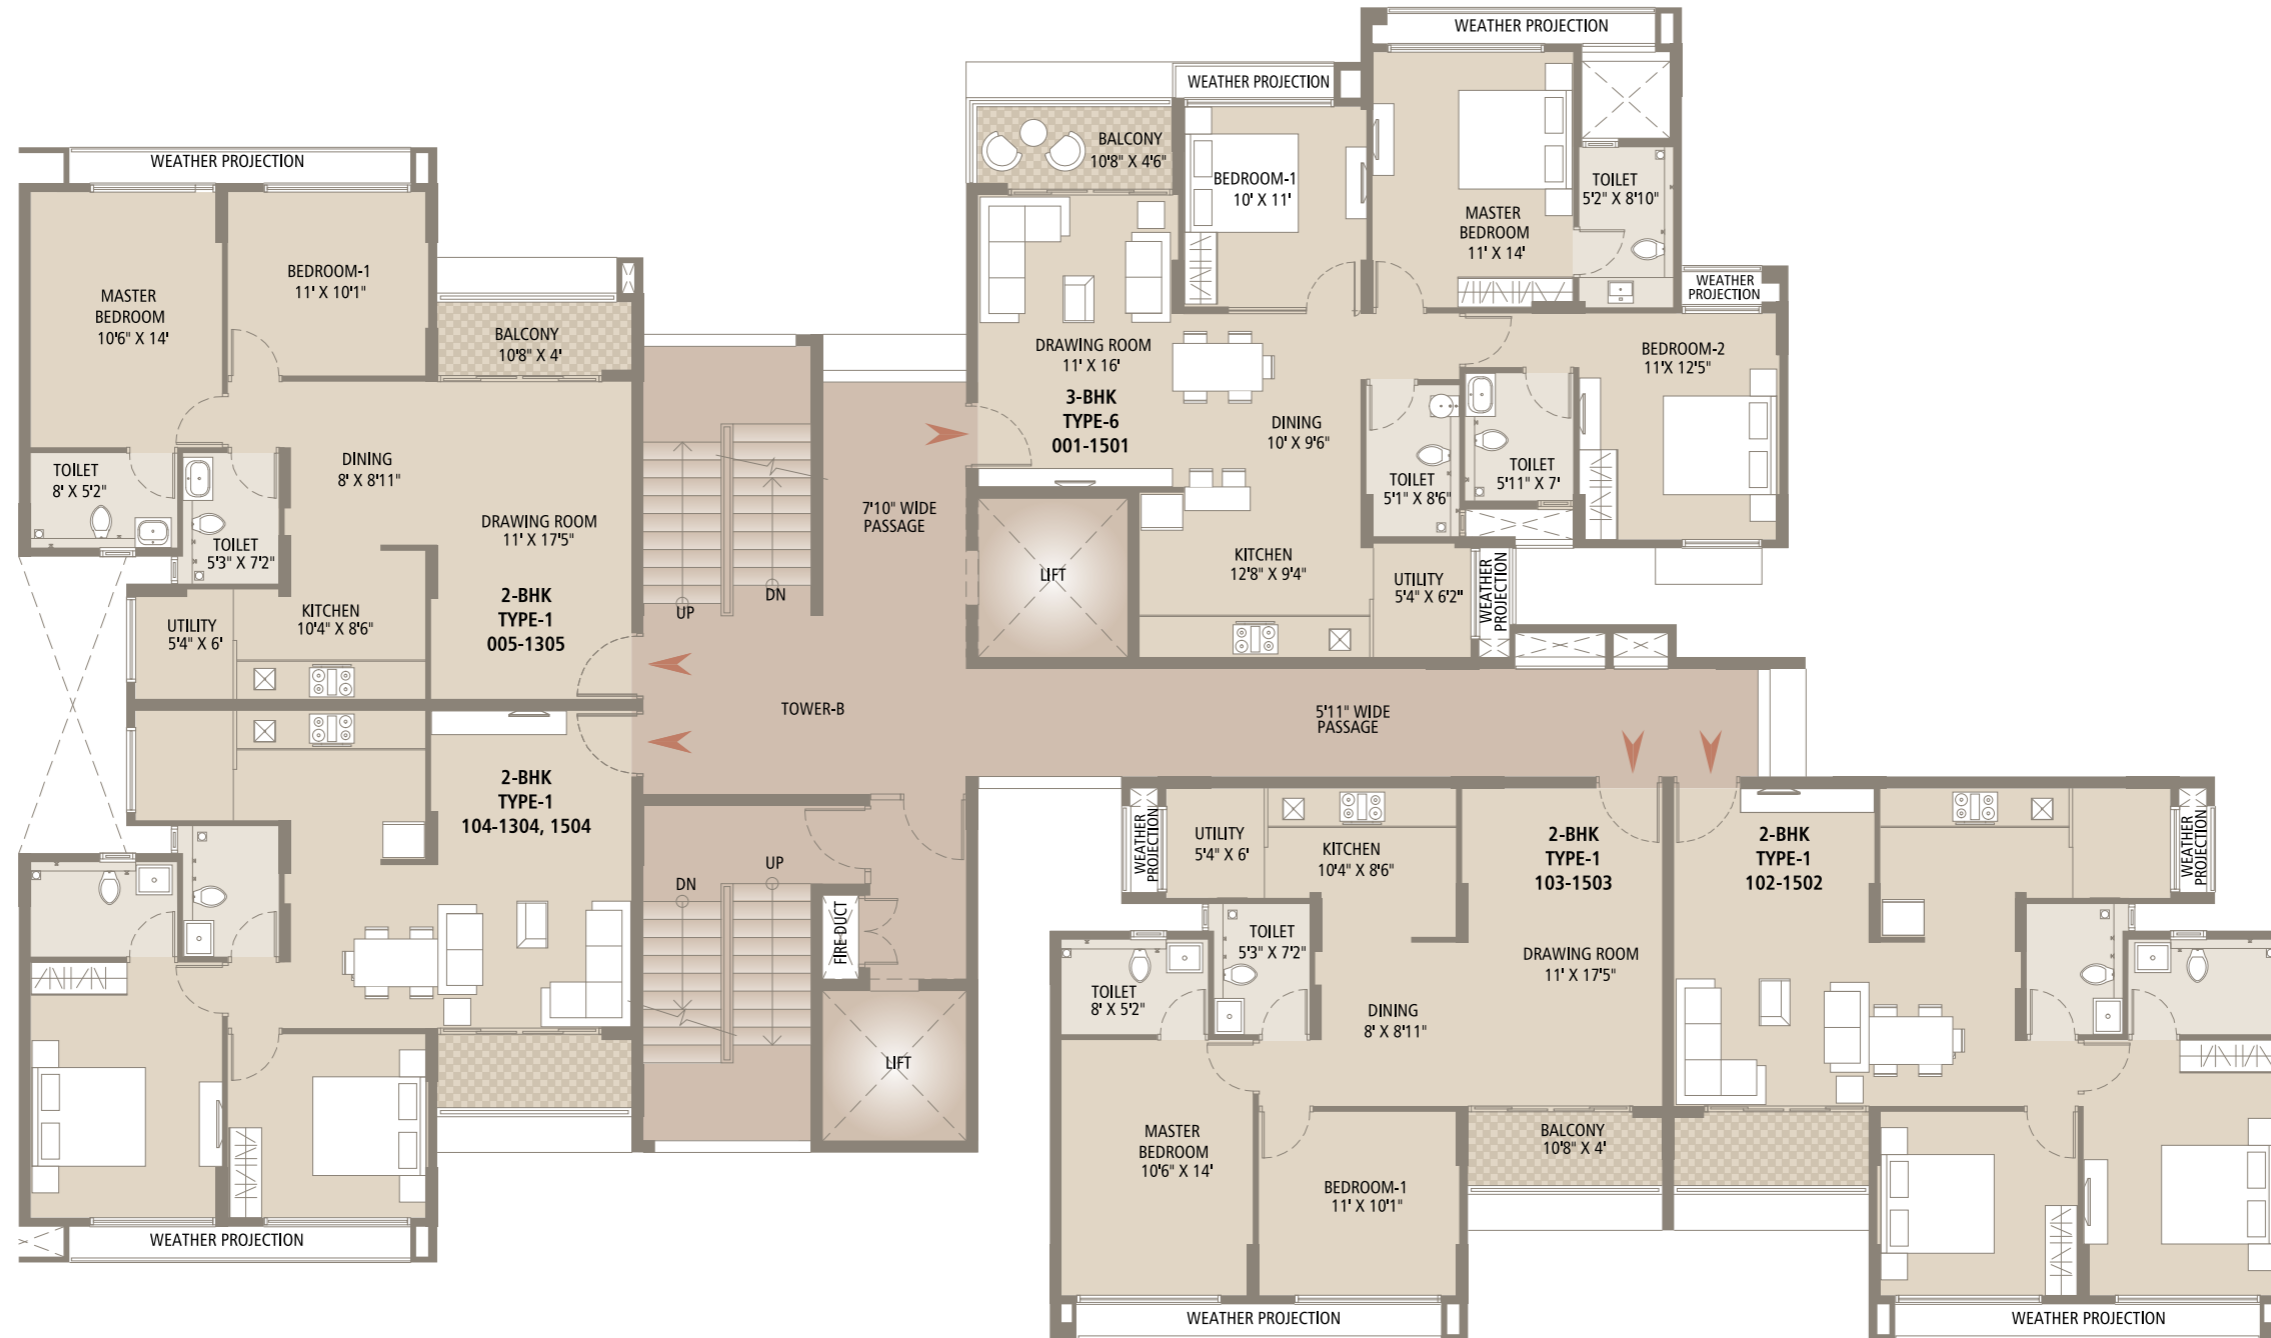 WEATHER PROJECTION
MASTER
BEDROOM
10'6" X 14'
BEDROOM-1
11' X 10'1"
BALCONY
10'8" X 4'
DINING
8' X 8'11"
TOILET
8' X 5'2"
TOILET
5'3" X 7'2"
DRAWING ROOM
11' X 17'5"
UTILITY
5'4" X 6'
KITCHEN
10'4" X 8'6"
2-BHK
TYPE-1
005-1305
2-BHK
TYPE-1
104-1304, 1504
WEATHER PROJECTION
UP
DN
7'10" WIDE
PASSAGE
TOWER-B
DN
UP
FIRE DUCT
LIFT
WEATHER PROJECTION
WEATHER PROJECTION
BALCONY
10'8" X 4'6"
BEDROOM-1
10' X 11'
MASTER
BEDROOM
11' X 14'
TOILET
5'2" X 8'10"
WEATHER
PROJECTION
DRAWING ROOM
11' X 16'
3-BHK
TYPE-6
001-1501
DINING
10' X 9'6"
BEDROOM-2
11'X 12'5"
TOILET
5'1" X 8'6"
TOILET
5'11" X 7'
LIFT
KITCHEN
12'8" X 9'4"
UTILITY
5'4" X 6'2"
WEATHER
PROJECTION
5'11" WIDE
PASSAGE
WEATHER
PROJECTION
UTILITY
5'4" X 6'
KITCHEN
10'4" X 8'6"
2-BHK
TYPE-1
103-1503
TOILET
5'3" X 7'2"
TOILET
8' X 5'2"
DRAWING ROOM
11' X 17'5"
DINING
8' X 8'11"
MASTER
BEDROOM
10'6" X 14'
BEDROOM-1
11' X 10'1"
BALCONY
10'8" X 4'
WEATHER PROJECTION
2-BHK
TYPE-1
102-1502
WEATHER
PROJECTION
WEATHER PROJECTION